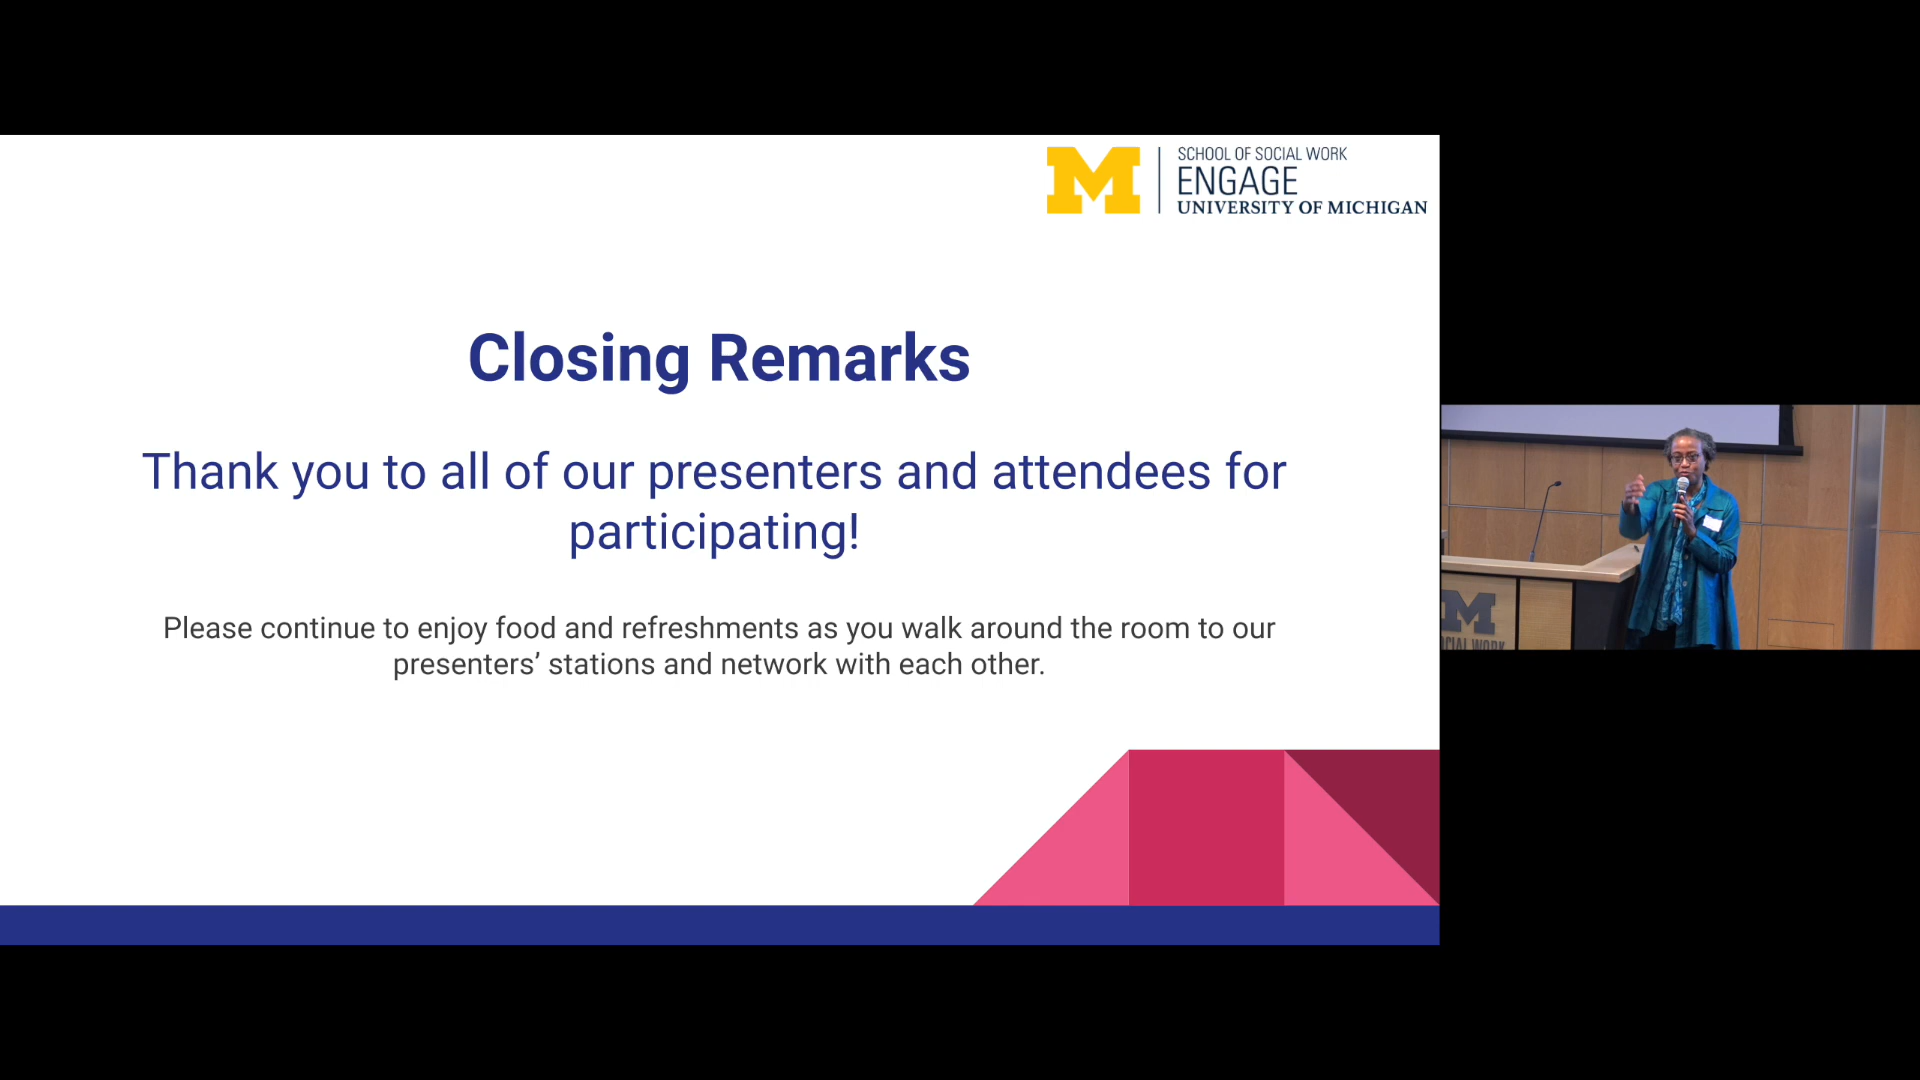 M
SCHOOL OF SOCIAL WORK
ENGAGE
UNIVERSITY OF MICHIGAN
Closing Remarks
Thank you to all of our presenters and attendees for
participating!
Please continue to enjoy food and refreshments as you walk around the room to our
presenters’ stations and network with each other.
M
SOCIAL WORK